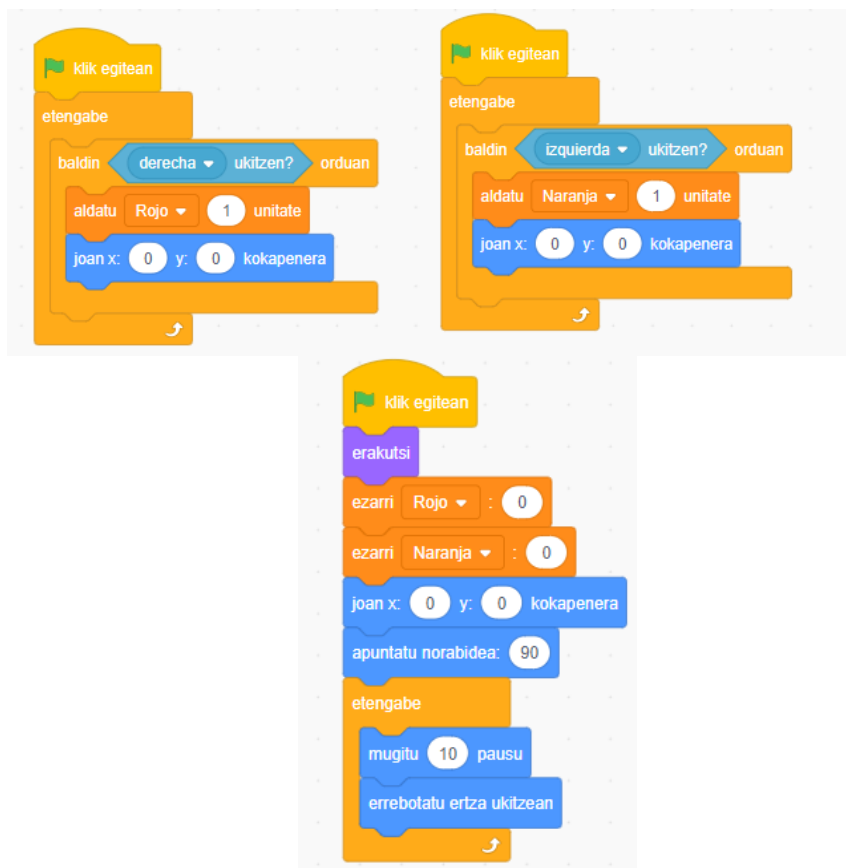 klik egitean
etengabe
baldin derecha ukitzen? orduan
aldatu Rojo 1 unitate
joan x: 0 y: 0 kokapenera
klik egitean
etengabe
baldin izquierda ukitzen? orduan
aldatu Naranja 1 unitate
joan x: 0 y: 0 kokapenera
klik egitean
erakutsi
ezarri Rojo : 0
ezarri Naranja : 0
joan x: 0 y: 0 kokapenera
apuntatu norabidea: 90
etengabe
mugitu 10 pausu
errebotatu ertza ukitzean